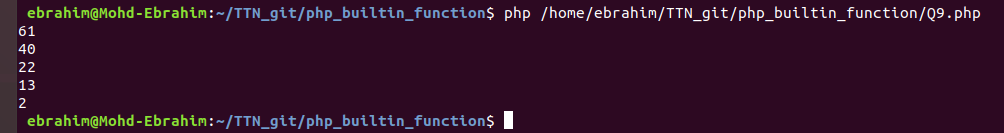 ebrahim@Mohd-Ebrahim:~/TTN_git/php_builtin_function$ php /home/ebrahim/TTN_git/php_builtin_function/Q9.php
61
40
22
13
2
ebrahim@Mohd-Ebrahim:~/TTN_git/php_builtin_function$